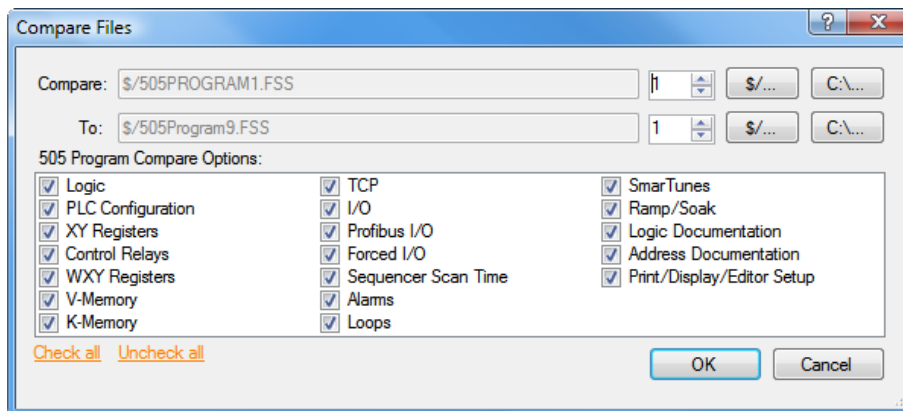 Compare Files
Compare: $/505PROGRAM1.FSS 1 $/... C:\...
To: $/505Program9.FSS 1 $/... C:\...
505 Program Compare Options:
Logic TCP SmarTunes
PLC Configuration I/O Ramp/Soak
XY Registers Profibus I/O Logic Documentation
Control Relays Forced I/O Address Documentation
WXY Registers Sequencer Scan Time Print/Display/Editor Setup
V-Memory Alarms
K-Memory Loops
Check all Uncheck all OK Cancel